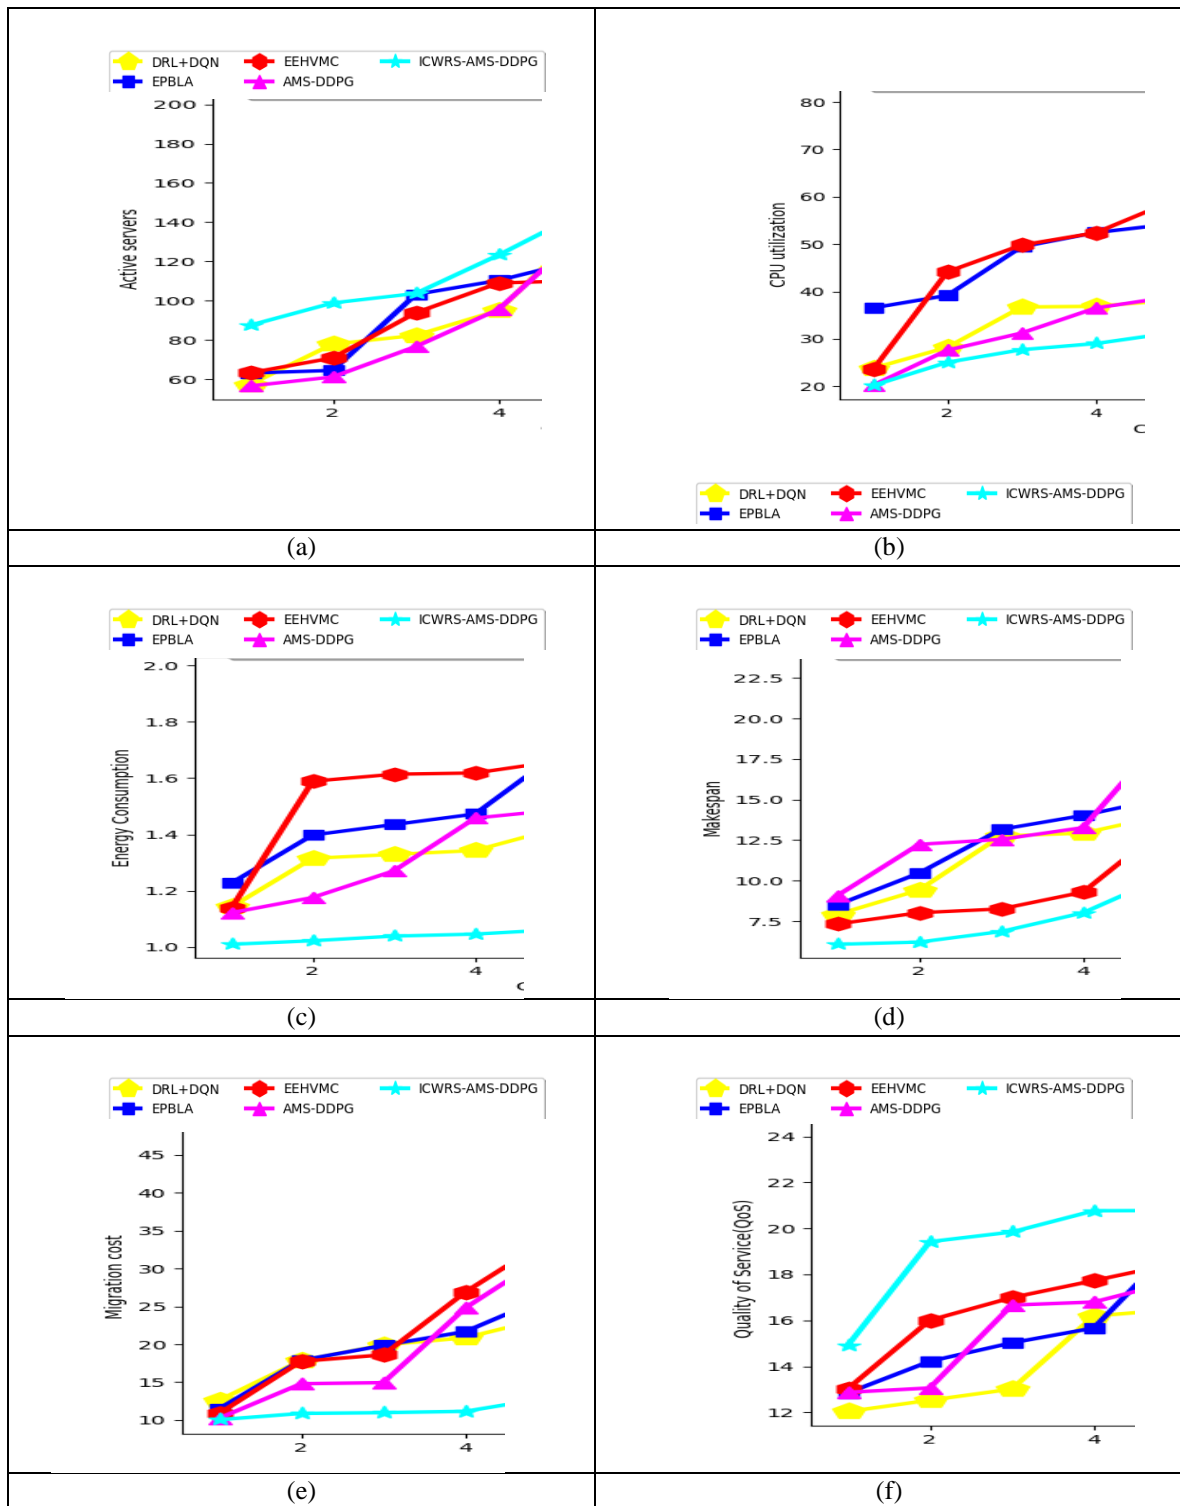 DRL+DQN EEHVMC ICWRS-AMS-DDPG
EPBLA AMS-DDPG
200
180
160
140
120
100
80
60
Active servers
2 4
80
70
60
50
40
30
20
CPU utilization
2 4
DRL+DQN EEHVMC ICWRS-AMS-DDPG
EPBLA AMS-DDPG
(a) (b)
DRL+DQN EEHVMC ICWRS-AMS-DDPG
EPBLA AMS-DDPG
2.0
1.8
1.6
1.4
1.2
1.0
Energy Consumption
2 4
DRL+DQN EEHVMC ICWRS-AMS-DDPG
EPBLA AMS-DDPG
22.5
20.0
17.5
15.0
12.5
10.0
7.5
Makespan
2 4
(c) (d)
DRL+DQN EEHVMC ICWRS-AMS-DDPG
EPBLA AMS-DDPG
45
40
35
30
25
20
15
10
Migration cost
2 4
DRL+DQN EEHVMC ICWRS-AMS-DDPG
EPBLA AMS-DDPG
24
22
20
18
16
14
12
Quality of Service(QoS)
2 4
(e) (f)